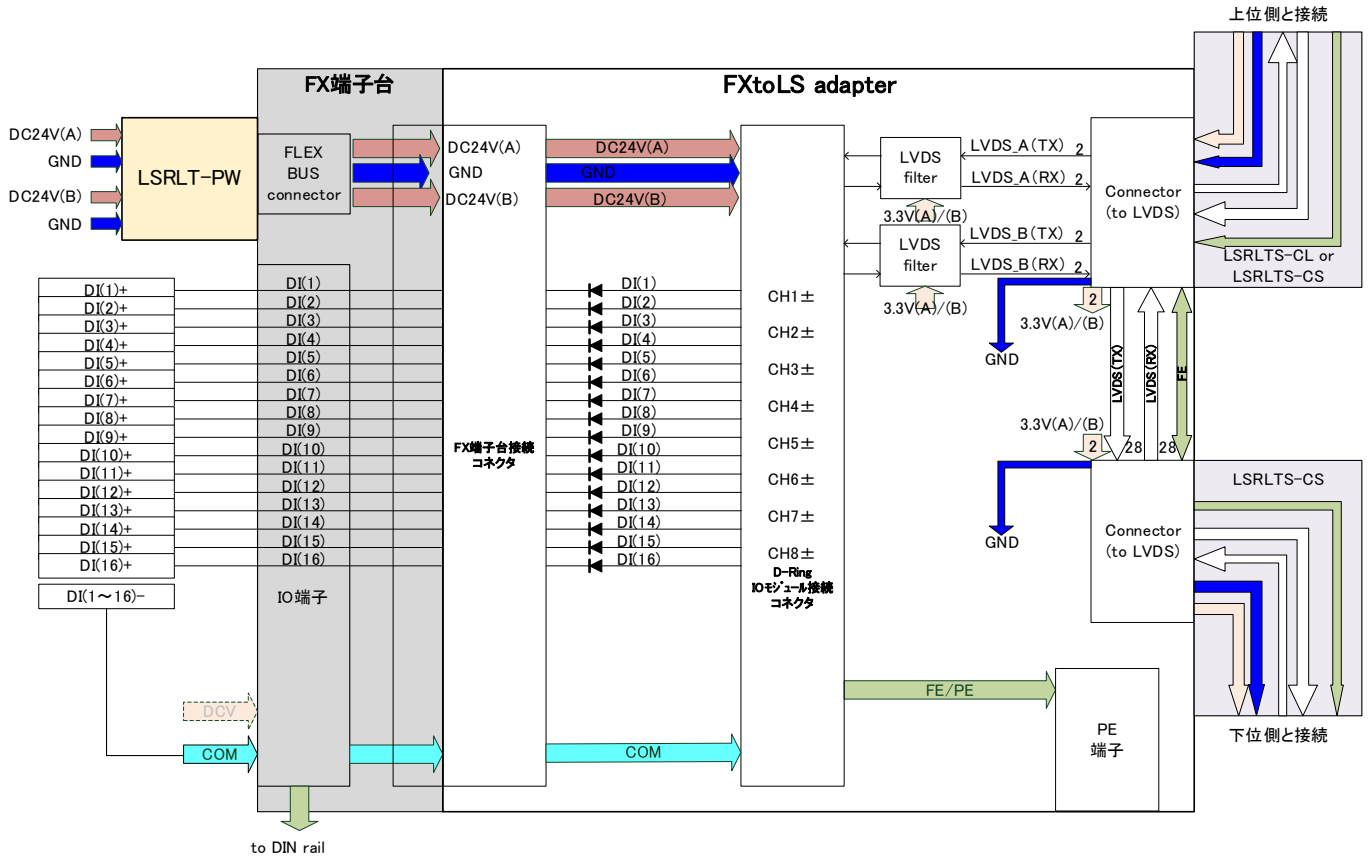 上位側と接続
FX端子台
FXtoLS adapter
DC24V(A)
GND
DC24V(B)
GND
LSRLT-PW
FLEX
BUS
connector
DC24V(A)
GND
DC24V(B)
DC24V(A)
GND
DC24V(B)
LVDS
filter
3.3V(A)/(B)
LVDS
filter
3.3V(A)/(B)
LVDS_A(TX) 2
LVDS_A(RX) 2
LVDS_B(TX) 2
LVDS_B(RX) 2
Connector
(to LVDS)
LSRLTS-CL or
LSRLTS-CS
DI(1)+
DI(2)+
DI(3)+
DI(4)+
DI(5)+
DI(6)+
DI(7)+
DI(8)+
DI(9)+
DI(10)+
DI(11)+
DI(12)+
DI(13)+
DI(14)+
DI(15)+
DI(16)+
DI(1～16)-
DI(1)
DI(2)
DI(3)
DI(4)
DI(5)
DI(6)
DI(7)
DI(8)
DI(9)
DI(10)
DI(11)
DI(12)
DI(13)
DI(14)
DI(15)
DI(16)
IO端子
FX端子台接続
コネクタ
DI(1)
DI(2)
DI(3)
DI(4)
DI(5)
DI(6)
DI(7)
DI(8)
DI(9)
DI(10)
DI(11)
DI(12)
DI(13)
DI(14)
DI(15)
DI(16)
CH1±
CH2±
CH3±
CH4±
CH5±
CH6±
CH7±
CH8±
D-Ring
IOモジュール接続
コネクタ
GND
2
3.3V(A)/(B)
LVDS(TX)
LVDS(RX)
FE
3.3V(A)/(B)
2
28
28
GND
Connector
(to LVDS)
LSRLTS-CS
下位側と接続
DCV
COM
COM
FE/PE
PE
端子
to DIN rail